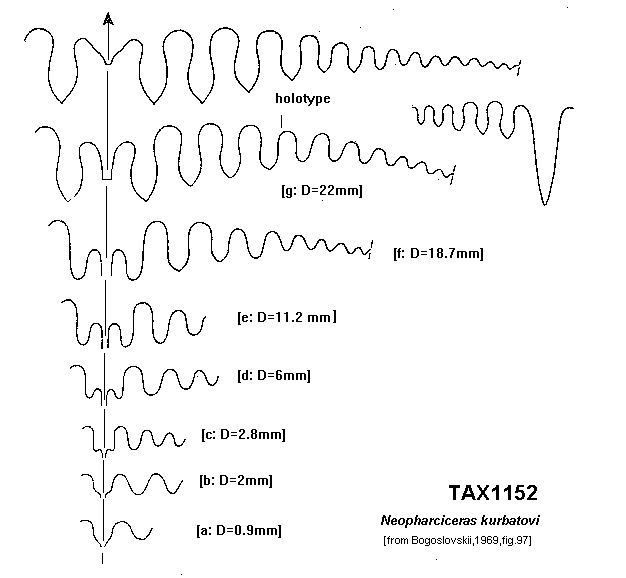 holotype
[g: D=22mm]
[f: D=18.7mm]
[e: D=11.2 mm]
[d: D=6mm]
[c: D=2.8mm]
[b: D=2mm]
[a: D=0.9mm]
TAX1152
Neopharciceras kurbatovi
[from Bogoslovskii,1969,fig.97]